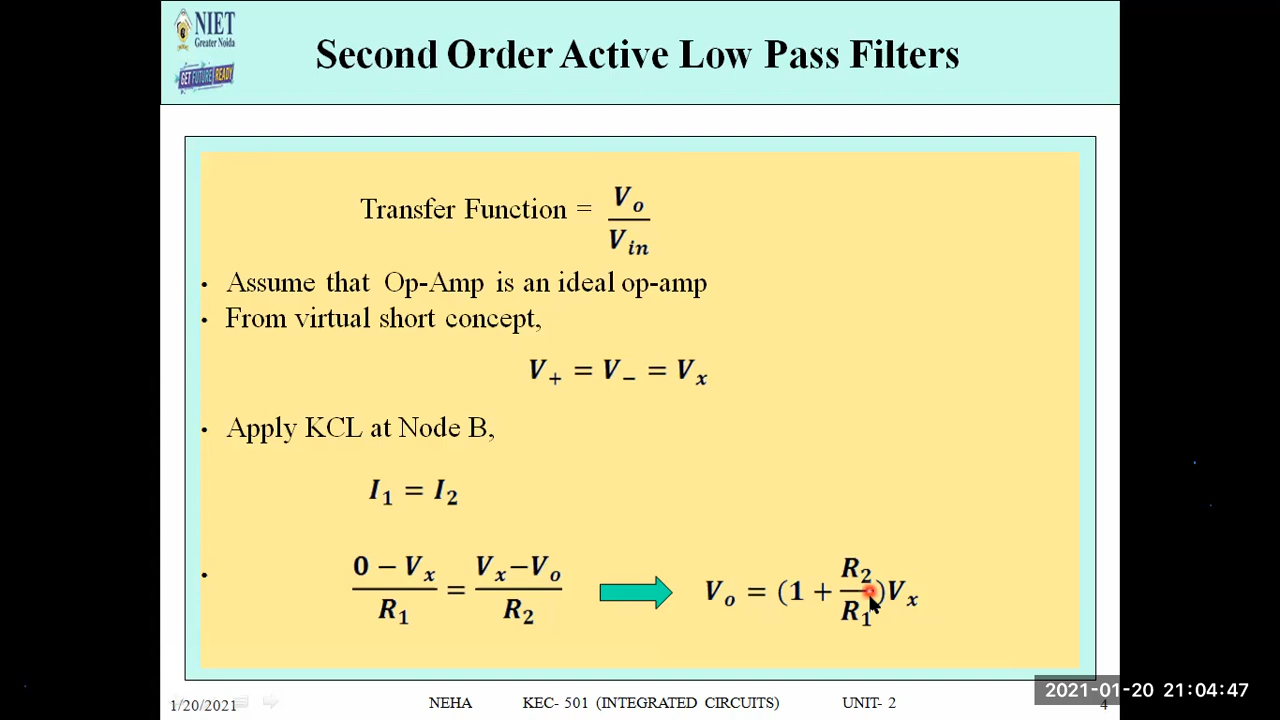 NIET
Greater Noida
GET FUTURE READY
Second Order Active Low Pass Filters
Transfer Function = V_o / V_in
• Assume that Op-Amp is an ideal op-amp
• From virtual short concept,
V_+ = V_- = V_x
• Apply KCL at Node B,
I_1 = I_2
• (0 - V_x) / R_1 = (V_x - V_o) / R_2 V_o = (1 + R_2 / R_1)V_x
1/20/2021 NEHA KEC- 501 (INTEGRATED CIRCUITS) UNIT- 2 4
2021-01-20 21:04:47